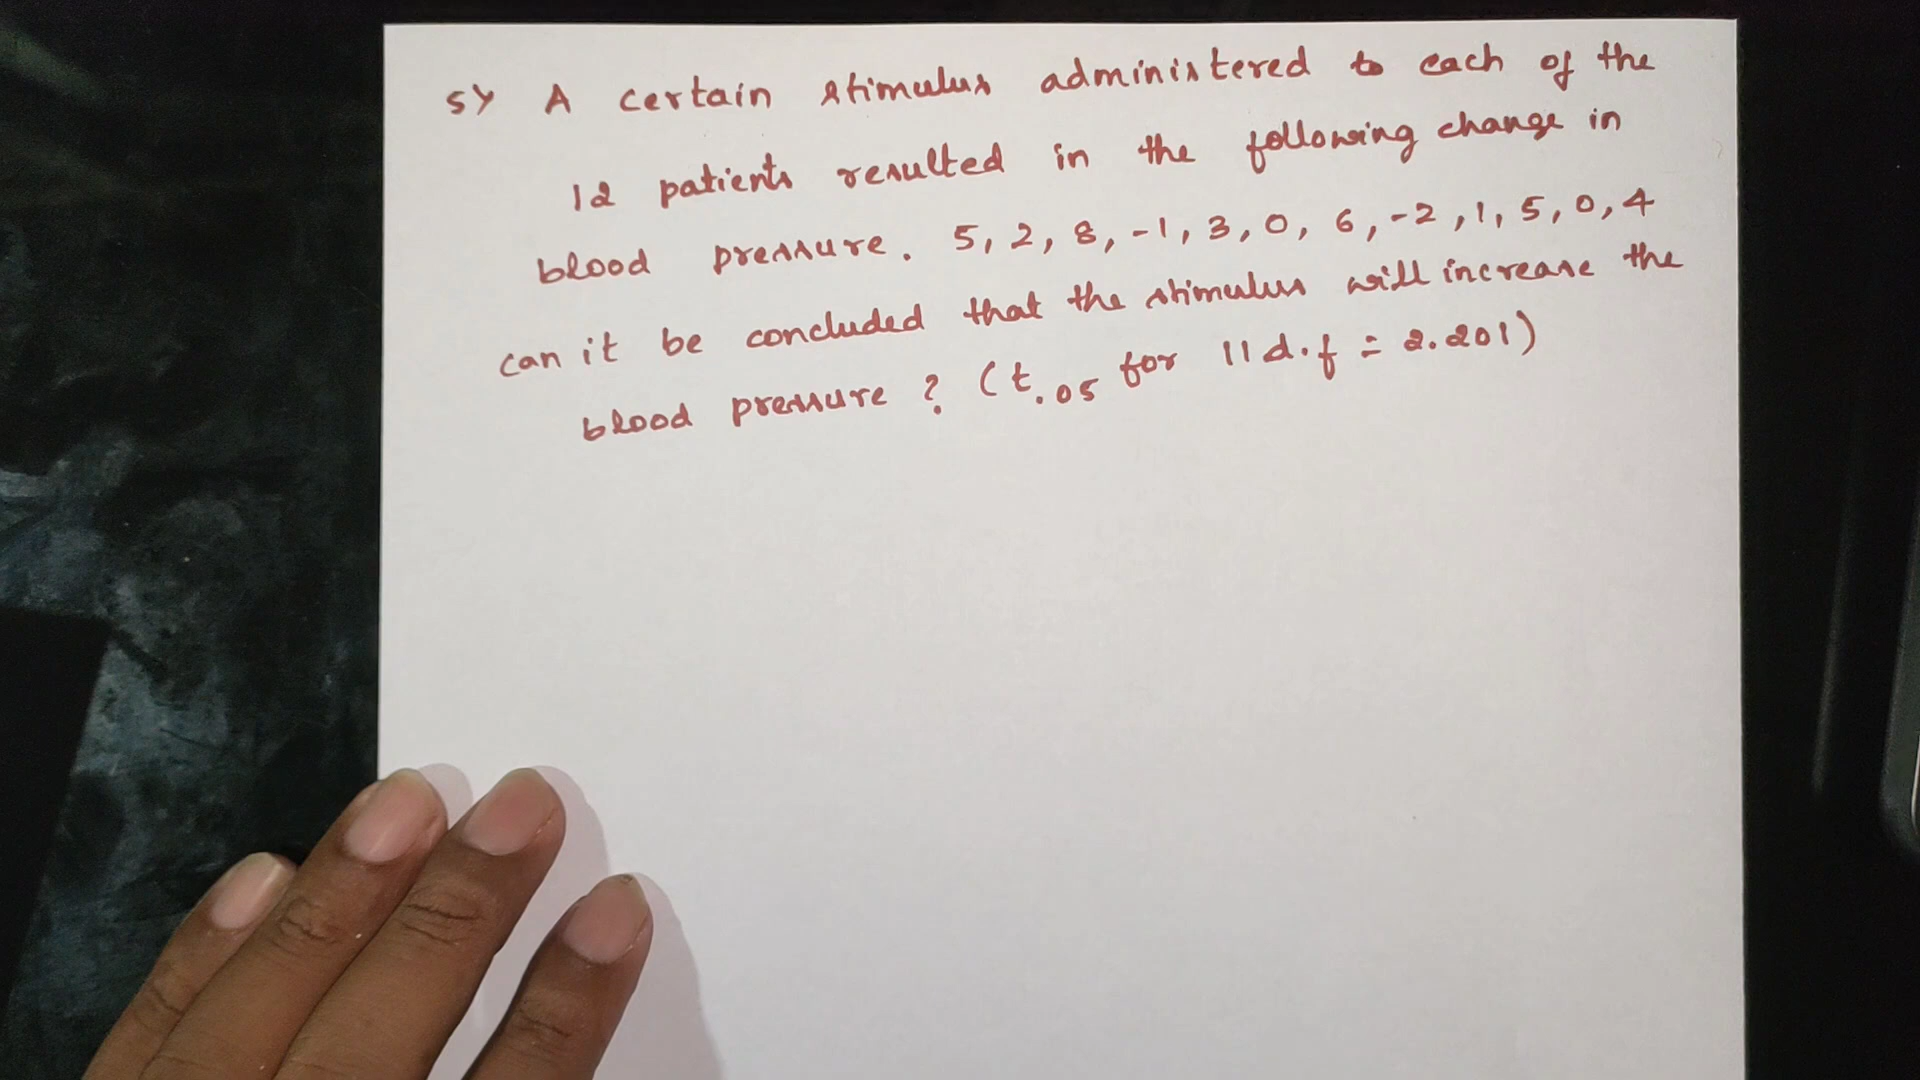 5) A certain stimulus administered to each of the
12 patients resulted in the following change in
blood pressure. 5, 2, 8, -1, 3, 0, 6, -2, 1, 5, 0, 4
can it be concluded that the stimulus will increase the
blood pressure? (t.05 for 11 d.f = 2.201)